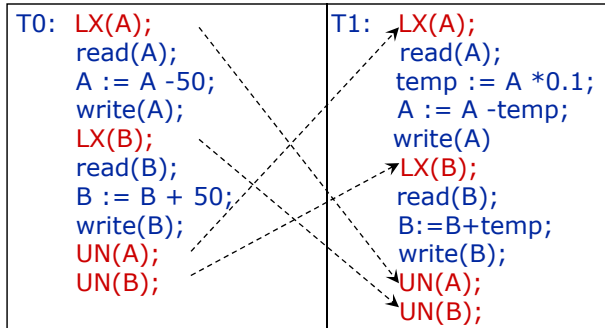 T0: LX(A);
read(A);
A := A -50;
write(A);
LX(B);
read(B);
B := B + 50;
write(B);
UN(A);
UN(B);
T1: LX(A);
read(A);
temp := A *0.1;
A := A -temp;
write(A)
LX(B);
read(B);
B:=B+temp;
write(B);
UN(A);
UN(B);